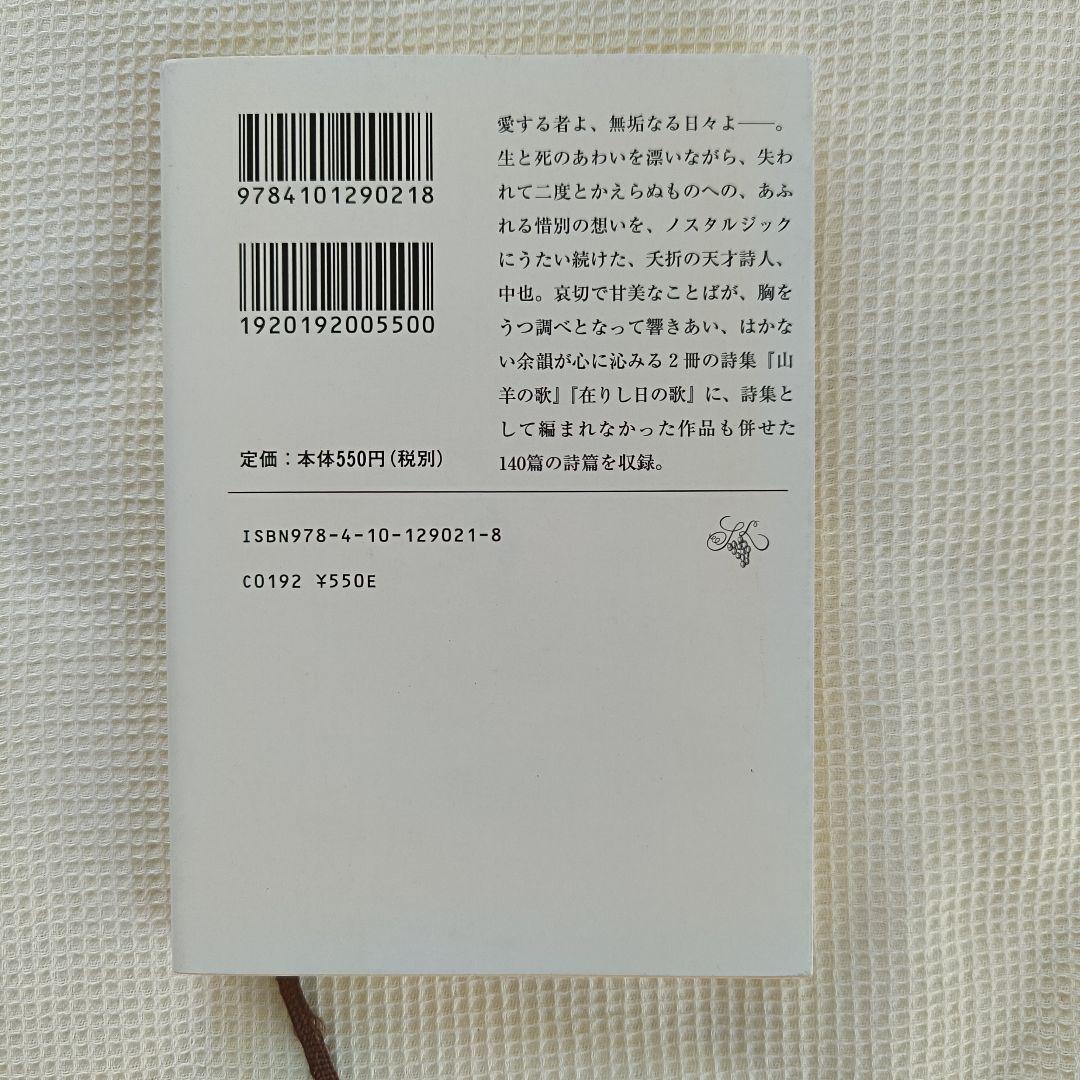 9784101290218
1920192005500
定価：本体550円(税別)
愛する者よ、無垢なる日々よ――。
生と死のあわいを漂いながら、失わ
れて二度とかえらぬものへの、あふ
れる惜別の想いを、ノスタルジック
にうたい続けた、夭折の天才詩人、
中也。哀切で甘美なことばが、胸を
うつ調べとなって響きあい、はかな
い余韻が心に沁みる２冊の詩集『山
羊の歌』『在りし日の歌』に、詩集と
して編まれなかった作品も併せた
140篇の詩篇を収録。
ISBN978-4-10-129021-8
C0192 ¥550E